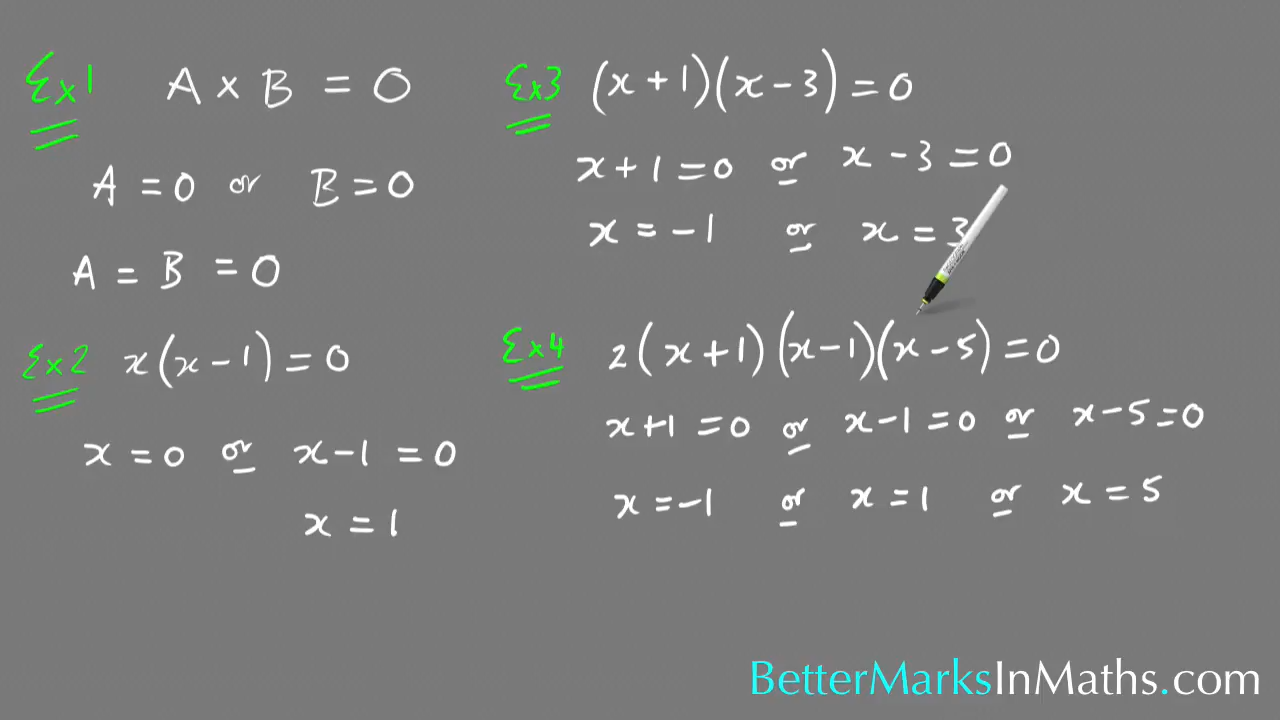 Ex1 A × B = 0
A = 0 or B = 0
A = B = 0
Ex2 x(x-1) = 0
x = 0 or x-1 = 0
x = 1
Ex3 (x+1)(x-3) = 0
x+1 = 0 or x-3 = 0
x = -1 or x = 3
Ex4 2(x+1)(x-1)(x-5) = 0
x+1 = 0 or x-1 = 0 or x-5 = 0
x = -1 or x = 1 or x = 5
BetterMarksInMaths.com